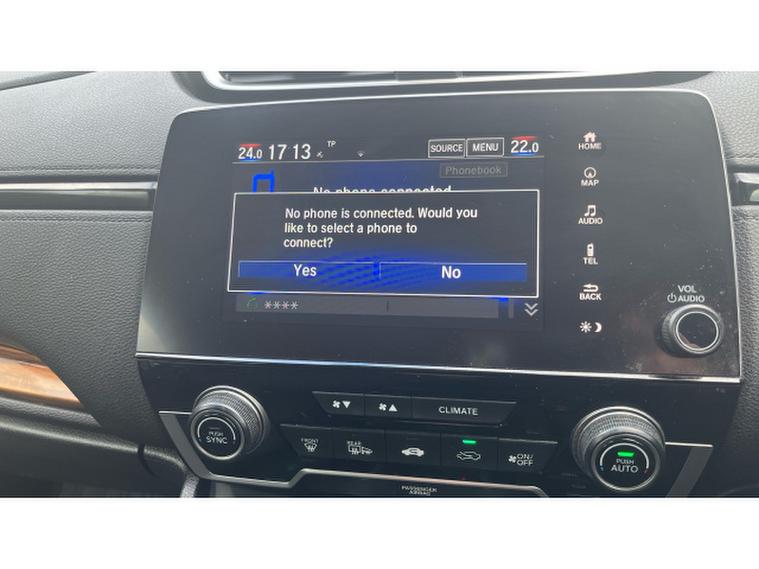 24.0 17 13 TP SOURCE MENU 22.0
HOME
Phonebook
No phone connected
MAP
No phone is connected. Would you
like to select a phone to
connect?
AUDIO
Yes No
TEL
BACK
****
VOL
AUDIO
CLIMATE
PUSH
SYNC
FRONT
REAR
ON/
OFF
PUSH
AUTO
PASSENGER
AIRBAG